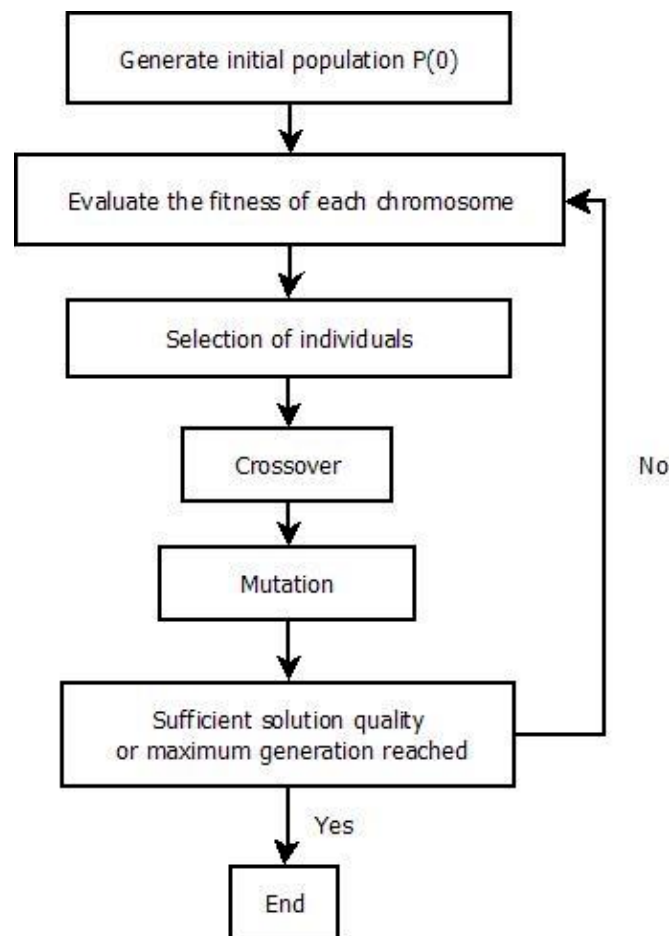 Generate initial population P(0)
Evaluate the fitness of each chromosome
Selection of individuals
Crossover
No
Mutation
Sufficient solution quality
or maximum generation reached
Yes
End